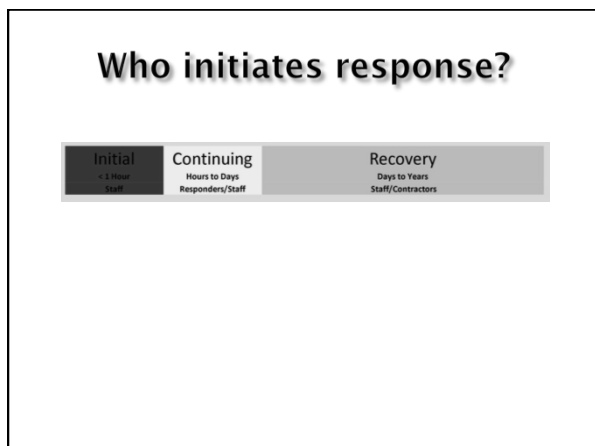 Who initiates response?
Initial Continuing Recovery
< 1 Hour Hours to Days Days to Years
Staff Responders/Staff Staff/Contractors